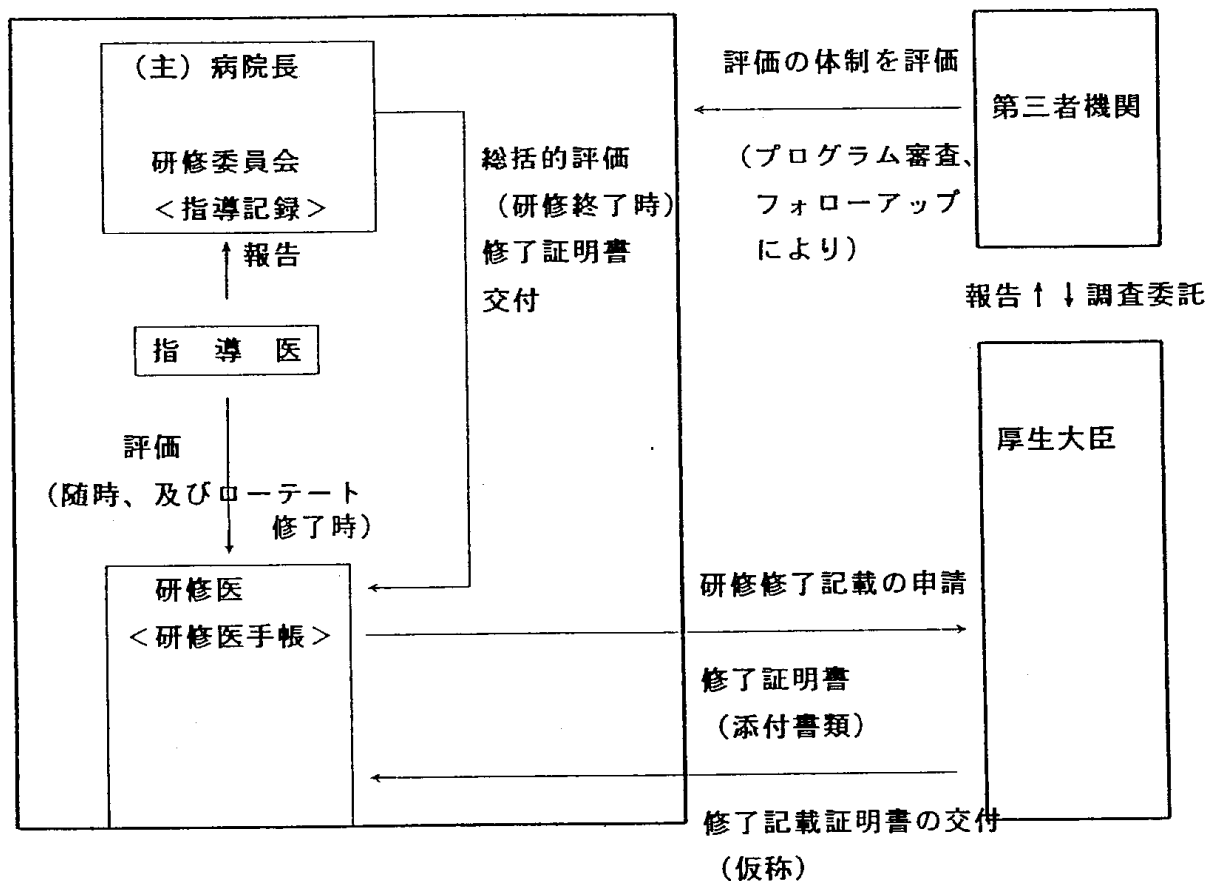 （主）病院長
研修委員会
＜指導記録＞
報告
指　導　医
評価
（随時、及びローテート
修了時）
研修医
＜研修医手帳＞
総括的評価
（研修終了時）
修了証明書
交付
評価の体制を評価
（プログラム審査、
フォローアップ
により）
第三者機関
報告↑↓調査委託
厚生大臣
研修修了記載の申請
修了証明書
（添付書類）
修了記載証明書の交付
（仮称）